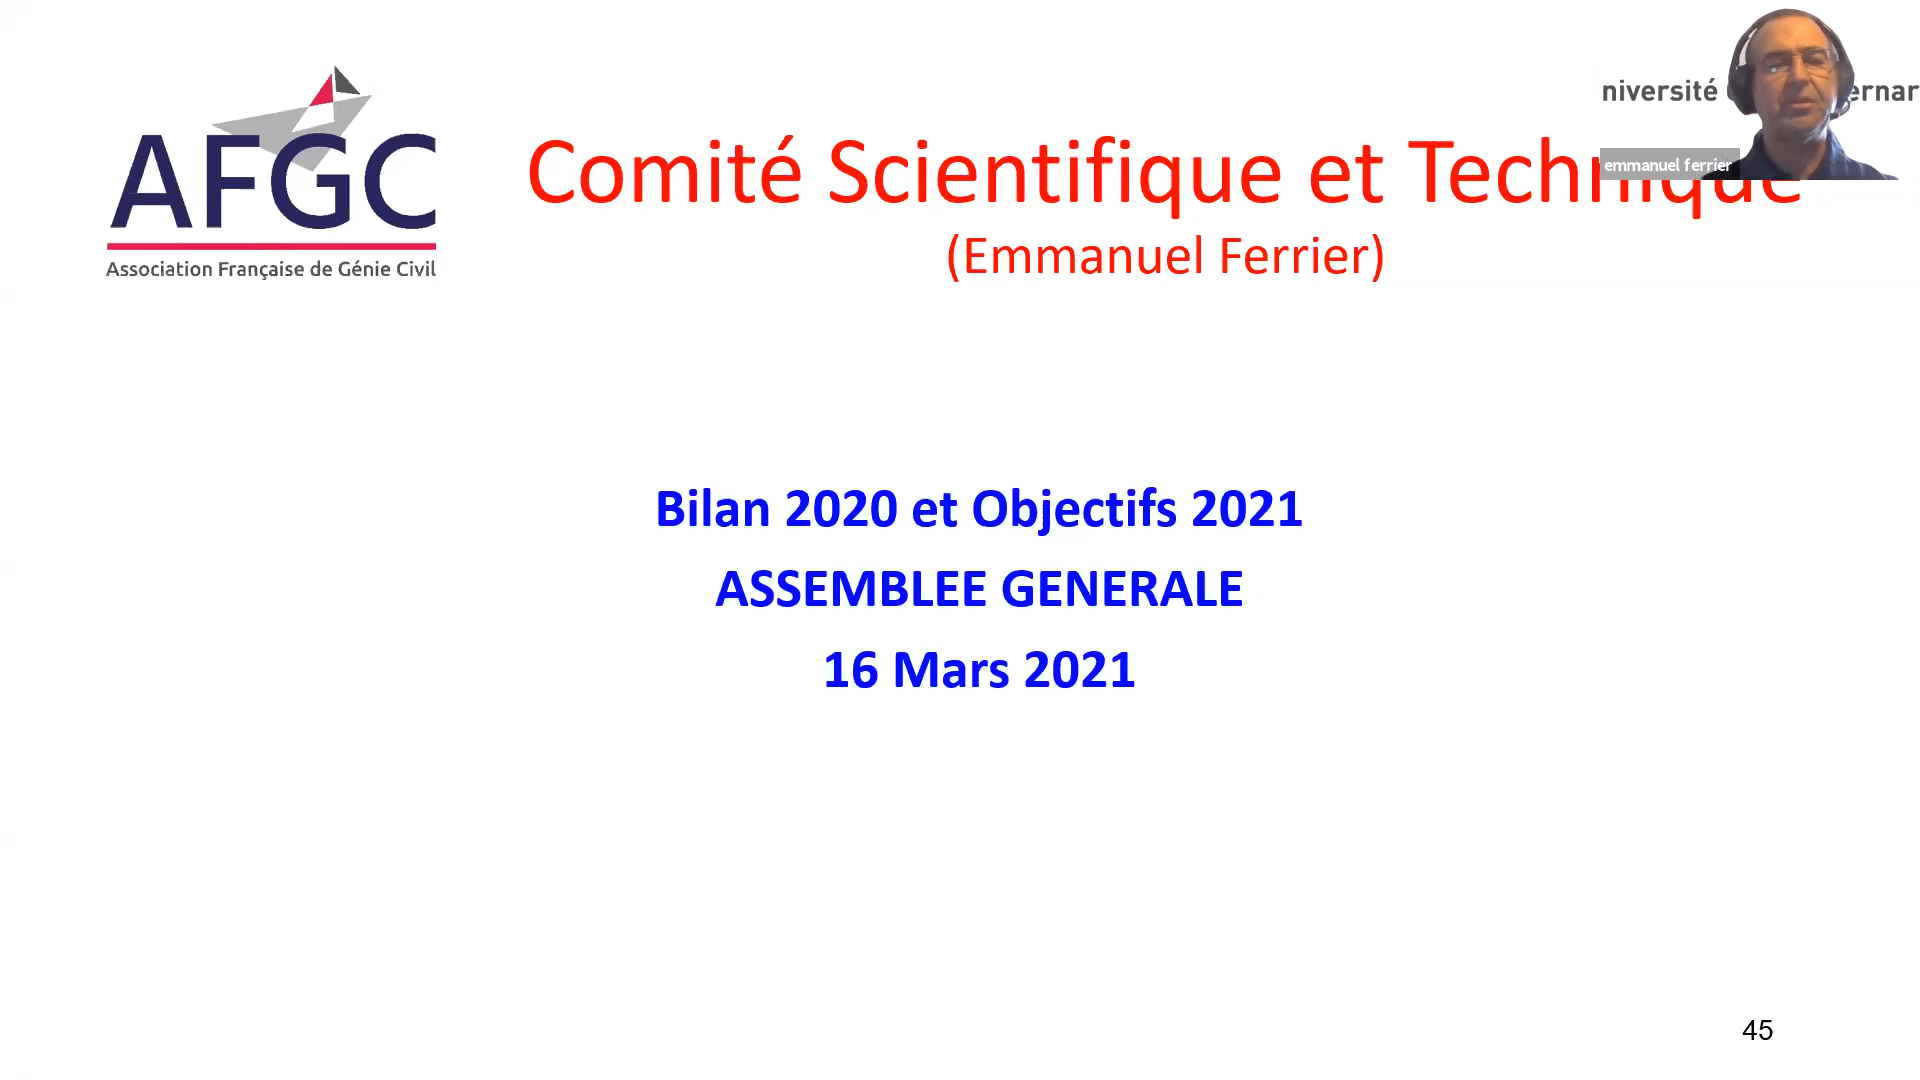 niversité
ernar
AFGC
Association Française de Génie Civil
Comité Scientifique et Technique
emmanuel ferrier
(Emmanuel Ferrier)
Bilan 2020 et Objectifs 2021
ASSEMBLEE GENERALE
16 Mars 2021
45